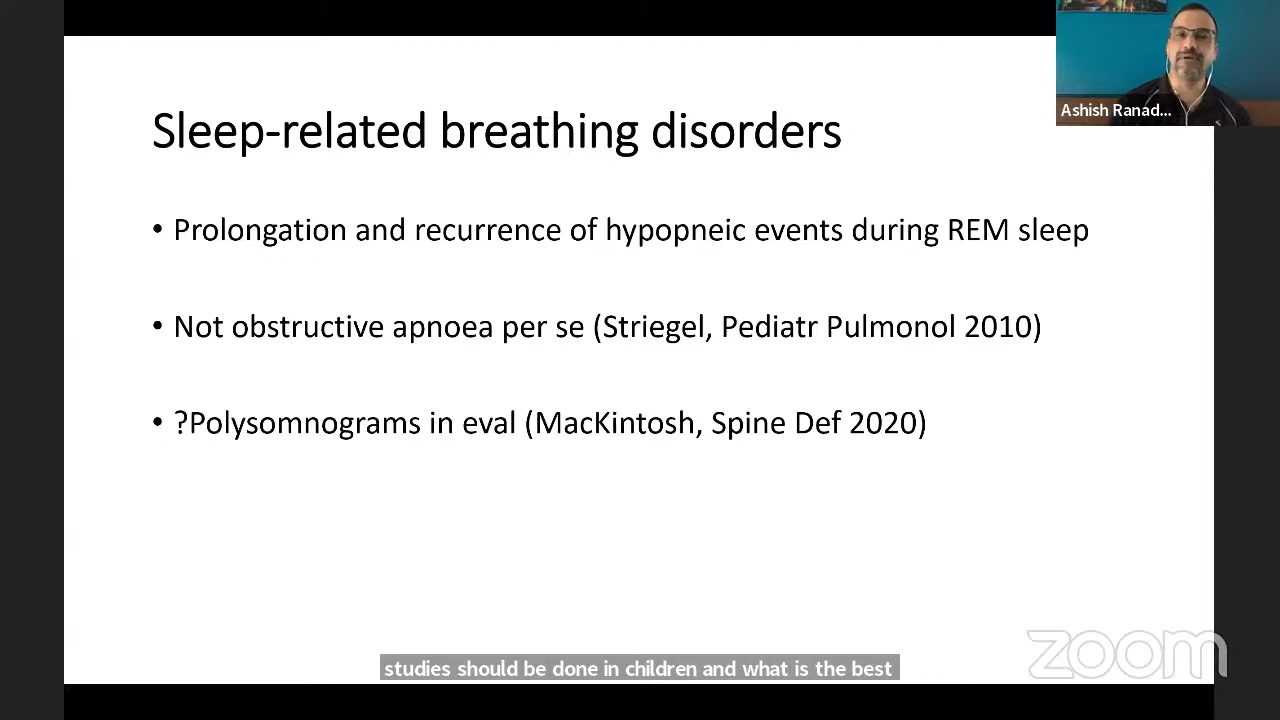 Ashish Ranad...
Sleep-related breathing disorders
• Prolongation and recurrence of hypopneic events during REM sleep
• Not obstructive apnoea per se (Striegel, Pediatr Pulmonol 2010)
• ?Polysomnograms in eval (MacKintosh, Spine Def 2020)
zoom
studies should be done in children and what is the best